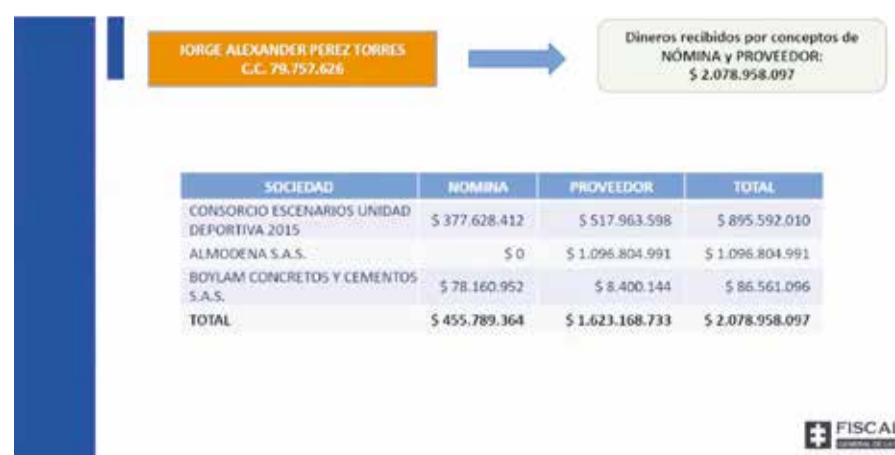 JORGE ALEXANDER PEREZ TORRES
C.C. 79.757.626
Dineros recibidos por conceptos de
NÓMINA y PROVEEDOR:
$ 2.078.958.097
SOCIEDAD NOMINA PROVEEDOR TOTAL
CONSORCIO ESCENARIOS UNIDAD
DEPORTIVA 2015 $ 377.628.412 $ 517.963.598 $ 895.592.010
ALMODENA S.A.S. $ 0 $ 1.096.804.991 $ 1.096.804.991
BOYLAM CONCRETOS Y CEMENTOS
S.A.S. $ 78.160.952 $ 8.400.144 $ 86.561.096
TOTAL $ 455.789.364 $ 1.623.168.733 $ 2.078.958.097
FISCAL